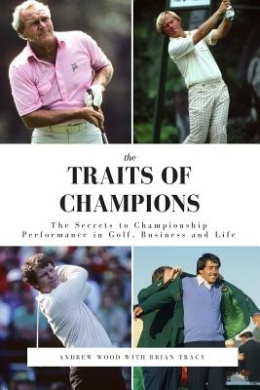 the
TRAITS OF
CHAMPIONS
The Secrets to Championship
Performance in Golf. Business and Life
ANDREW WOOD WITH BRIAN TRACY